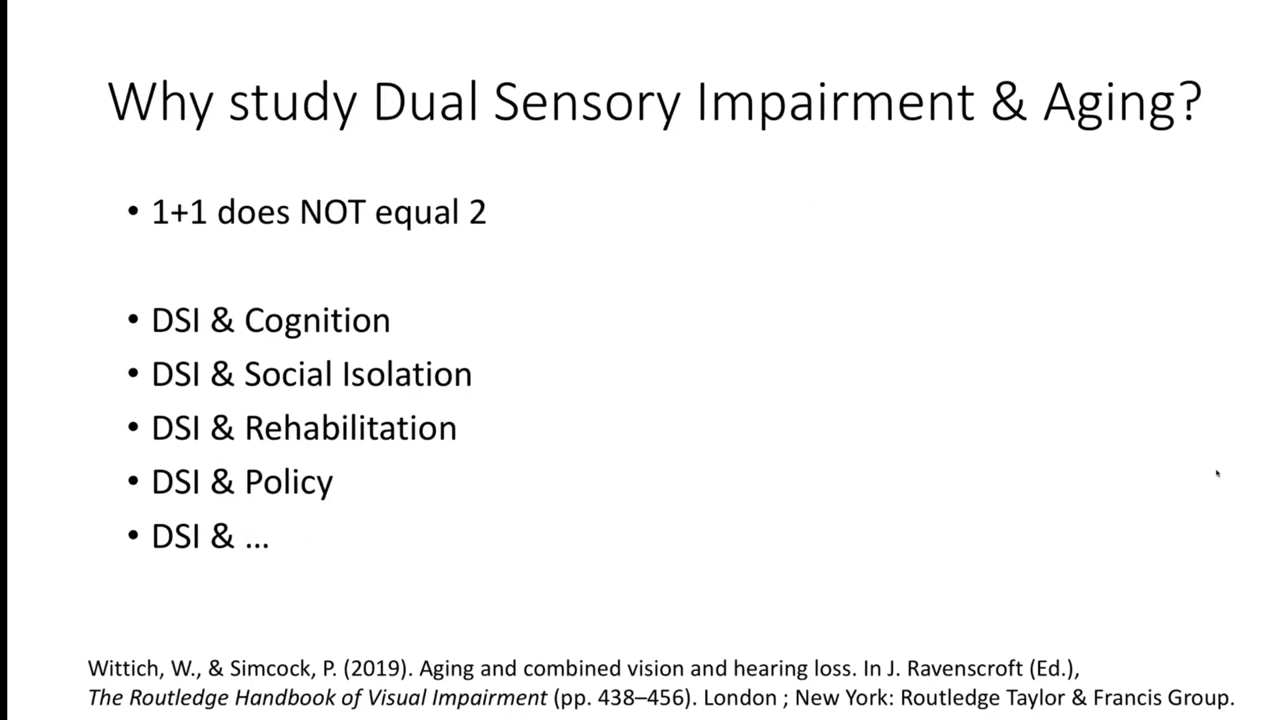 Why study Dual Sensory Impairment & Aging?
• 1+1 does NOT equal 2
• DSI & Cognition
• DSI & Social Isolation
• DSI & Rehabilitation
• DSI & Policy
• DSI & ...
Wittich, W., & Simcock, P. (2019). Aging and combined vision and hearing loss. In J. Ravenscroft (Ed.),
The Routledge Handbook of Visual Impairment (pp. 438–456). London ; New York: Routledge Taylor & Francis Group.